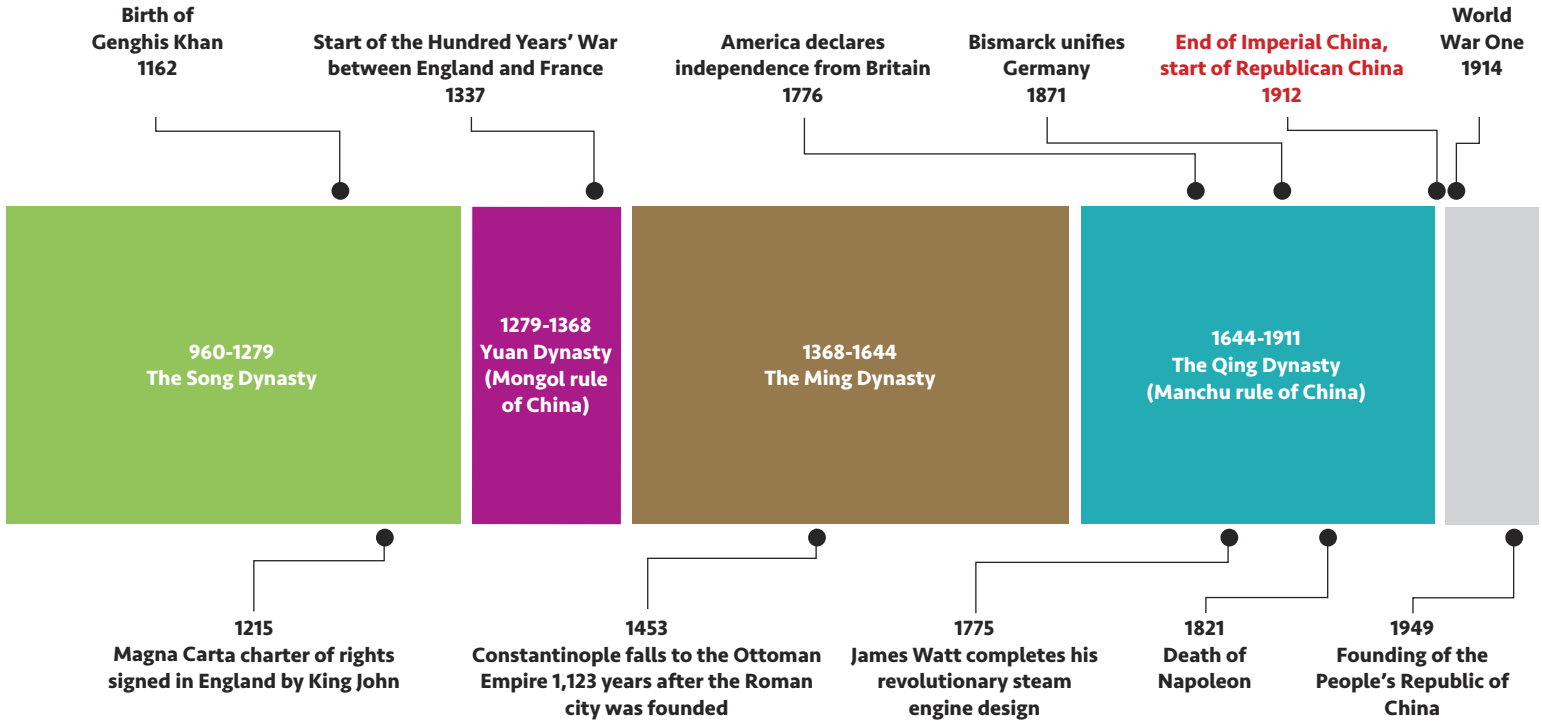 Birth of
Genghis Khan
1162
Start of the Hundred Years’ War
between England and France
1337
America declares
independence from Britain
1776
Bismarck unifies
Germany
1871
End of Imperial China,
start of Republican China
1912
World
War One
1914
960-1279
The Song Dynasty
1279-1368
Yuan Dynasty
(Mongol rule
of China)
1368-1644
The Ming Dynasty
1644-1911
The Qing Dynasty
(Manchu rule of China)
1215
Magna Carta charter of rights
signed in England by King John
1453
Constantinople falls to the Ottoman
Empire 1,123 years after the Roman
city was founded
1775
James Watt completes his
revolutionary steam
engine design
1821
Death of
Napoleon
1949
Founding of the
People’s Republic of
China